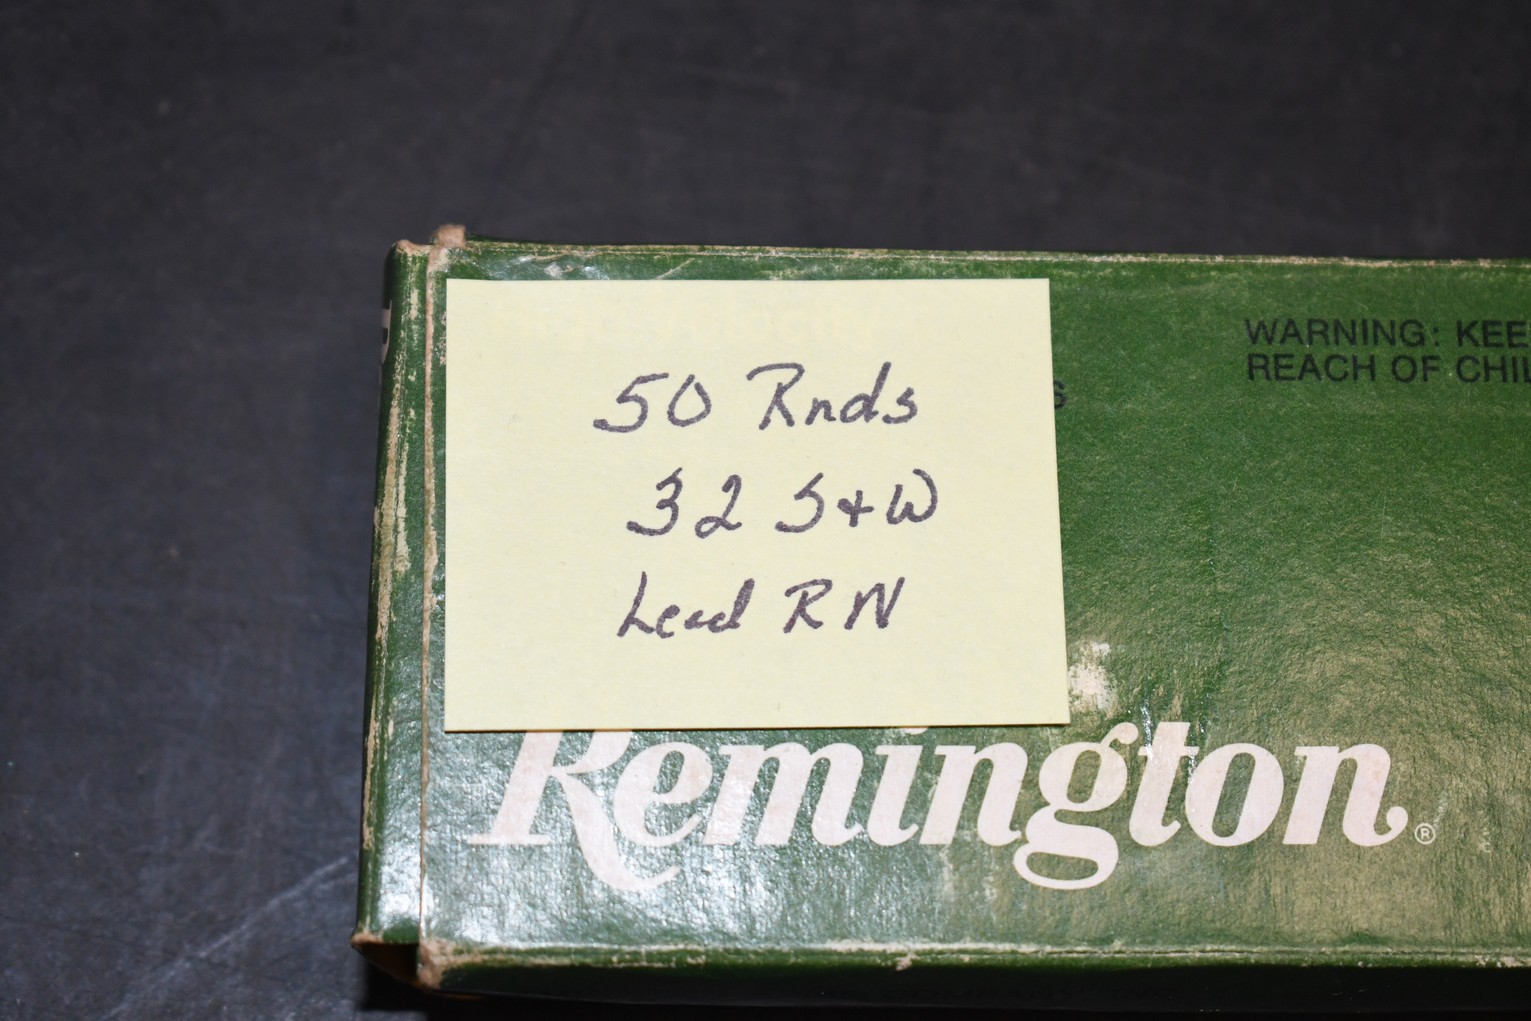 50 Rnds
32 S+W
Lead RN
WARNING: KEE
REACH OF CHIL
Remington®